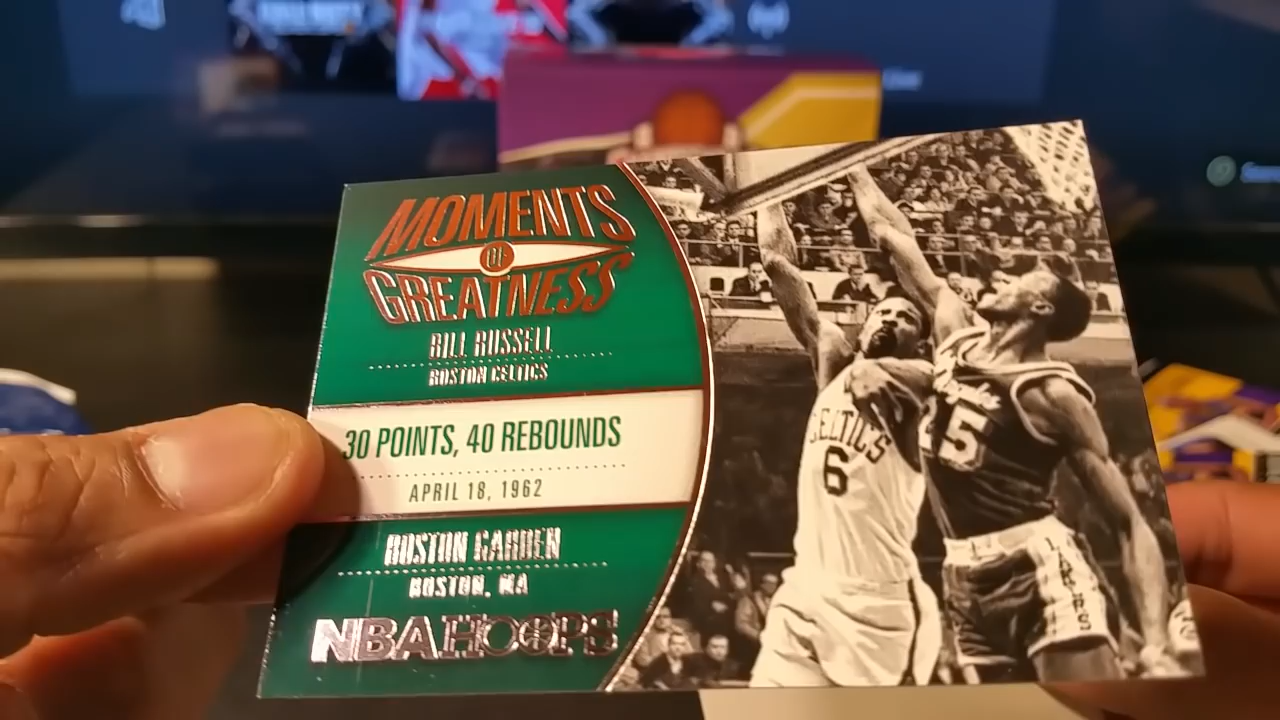 MOMENTS
OF
GREATNESS
BILL RUSSELL
BOSTON CELTICS
30 POINTS, 40 REBOUNDS
APRIL 18, 1962
BOSTON GARDEN
BOSTON, MA
NBA HOOPS
CELTICS
6
25
LAKERS